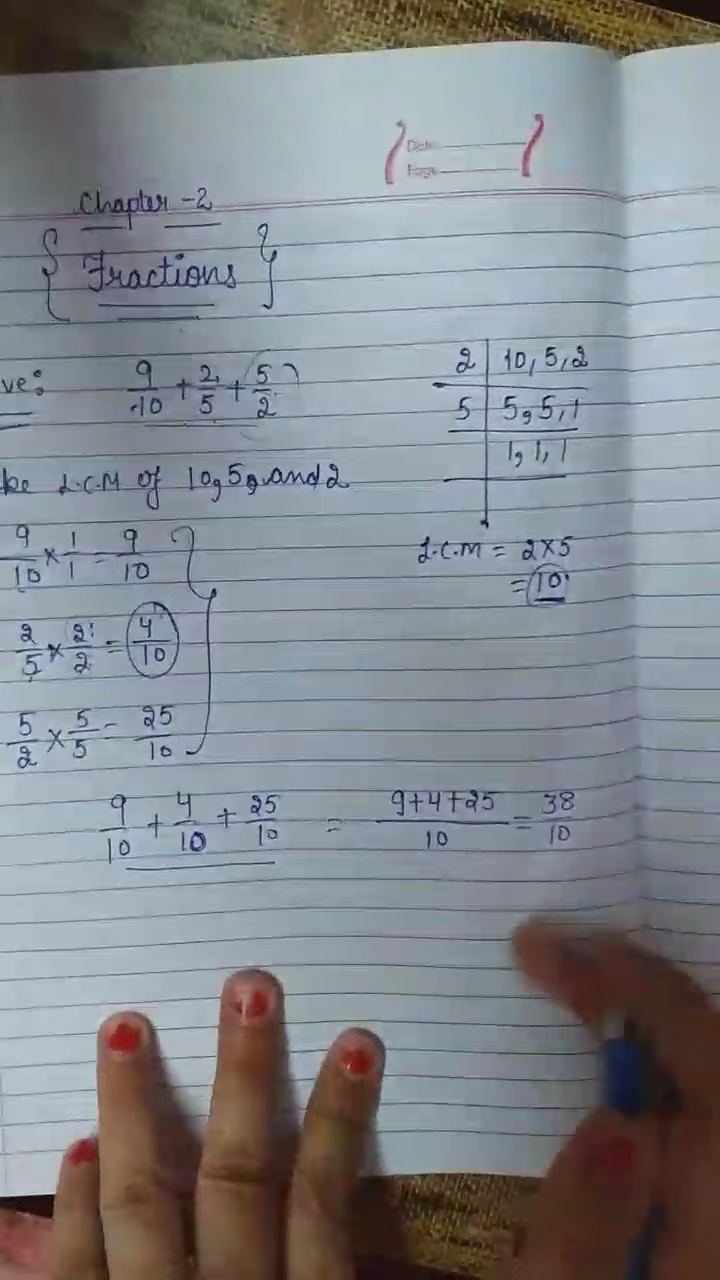 Date
Page
Chapter - 2
{ Fractions }
ve: 9/10 + 2/5 + 5/2
2 | 10, 5, 2
5 | 5, 5, 1
1, 1, 1
ke L.C.M of 10, 5, and 2
L.C.M = 2×5
= 10
9/10 × 1/1 = 9/10
2/5 × 2/2 = 4/10
5/2 × 5/5 = 25/10
9/10 + 4/10 + 25/10 = 9+4+25/10 = 38/10